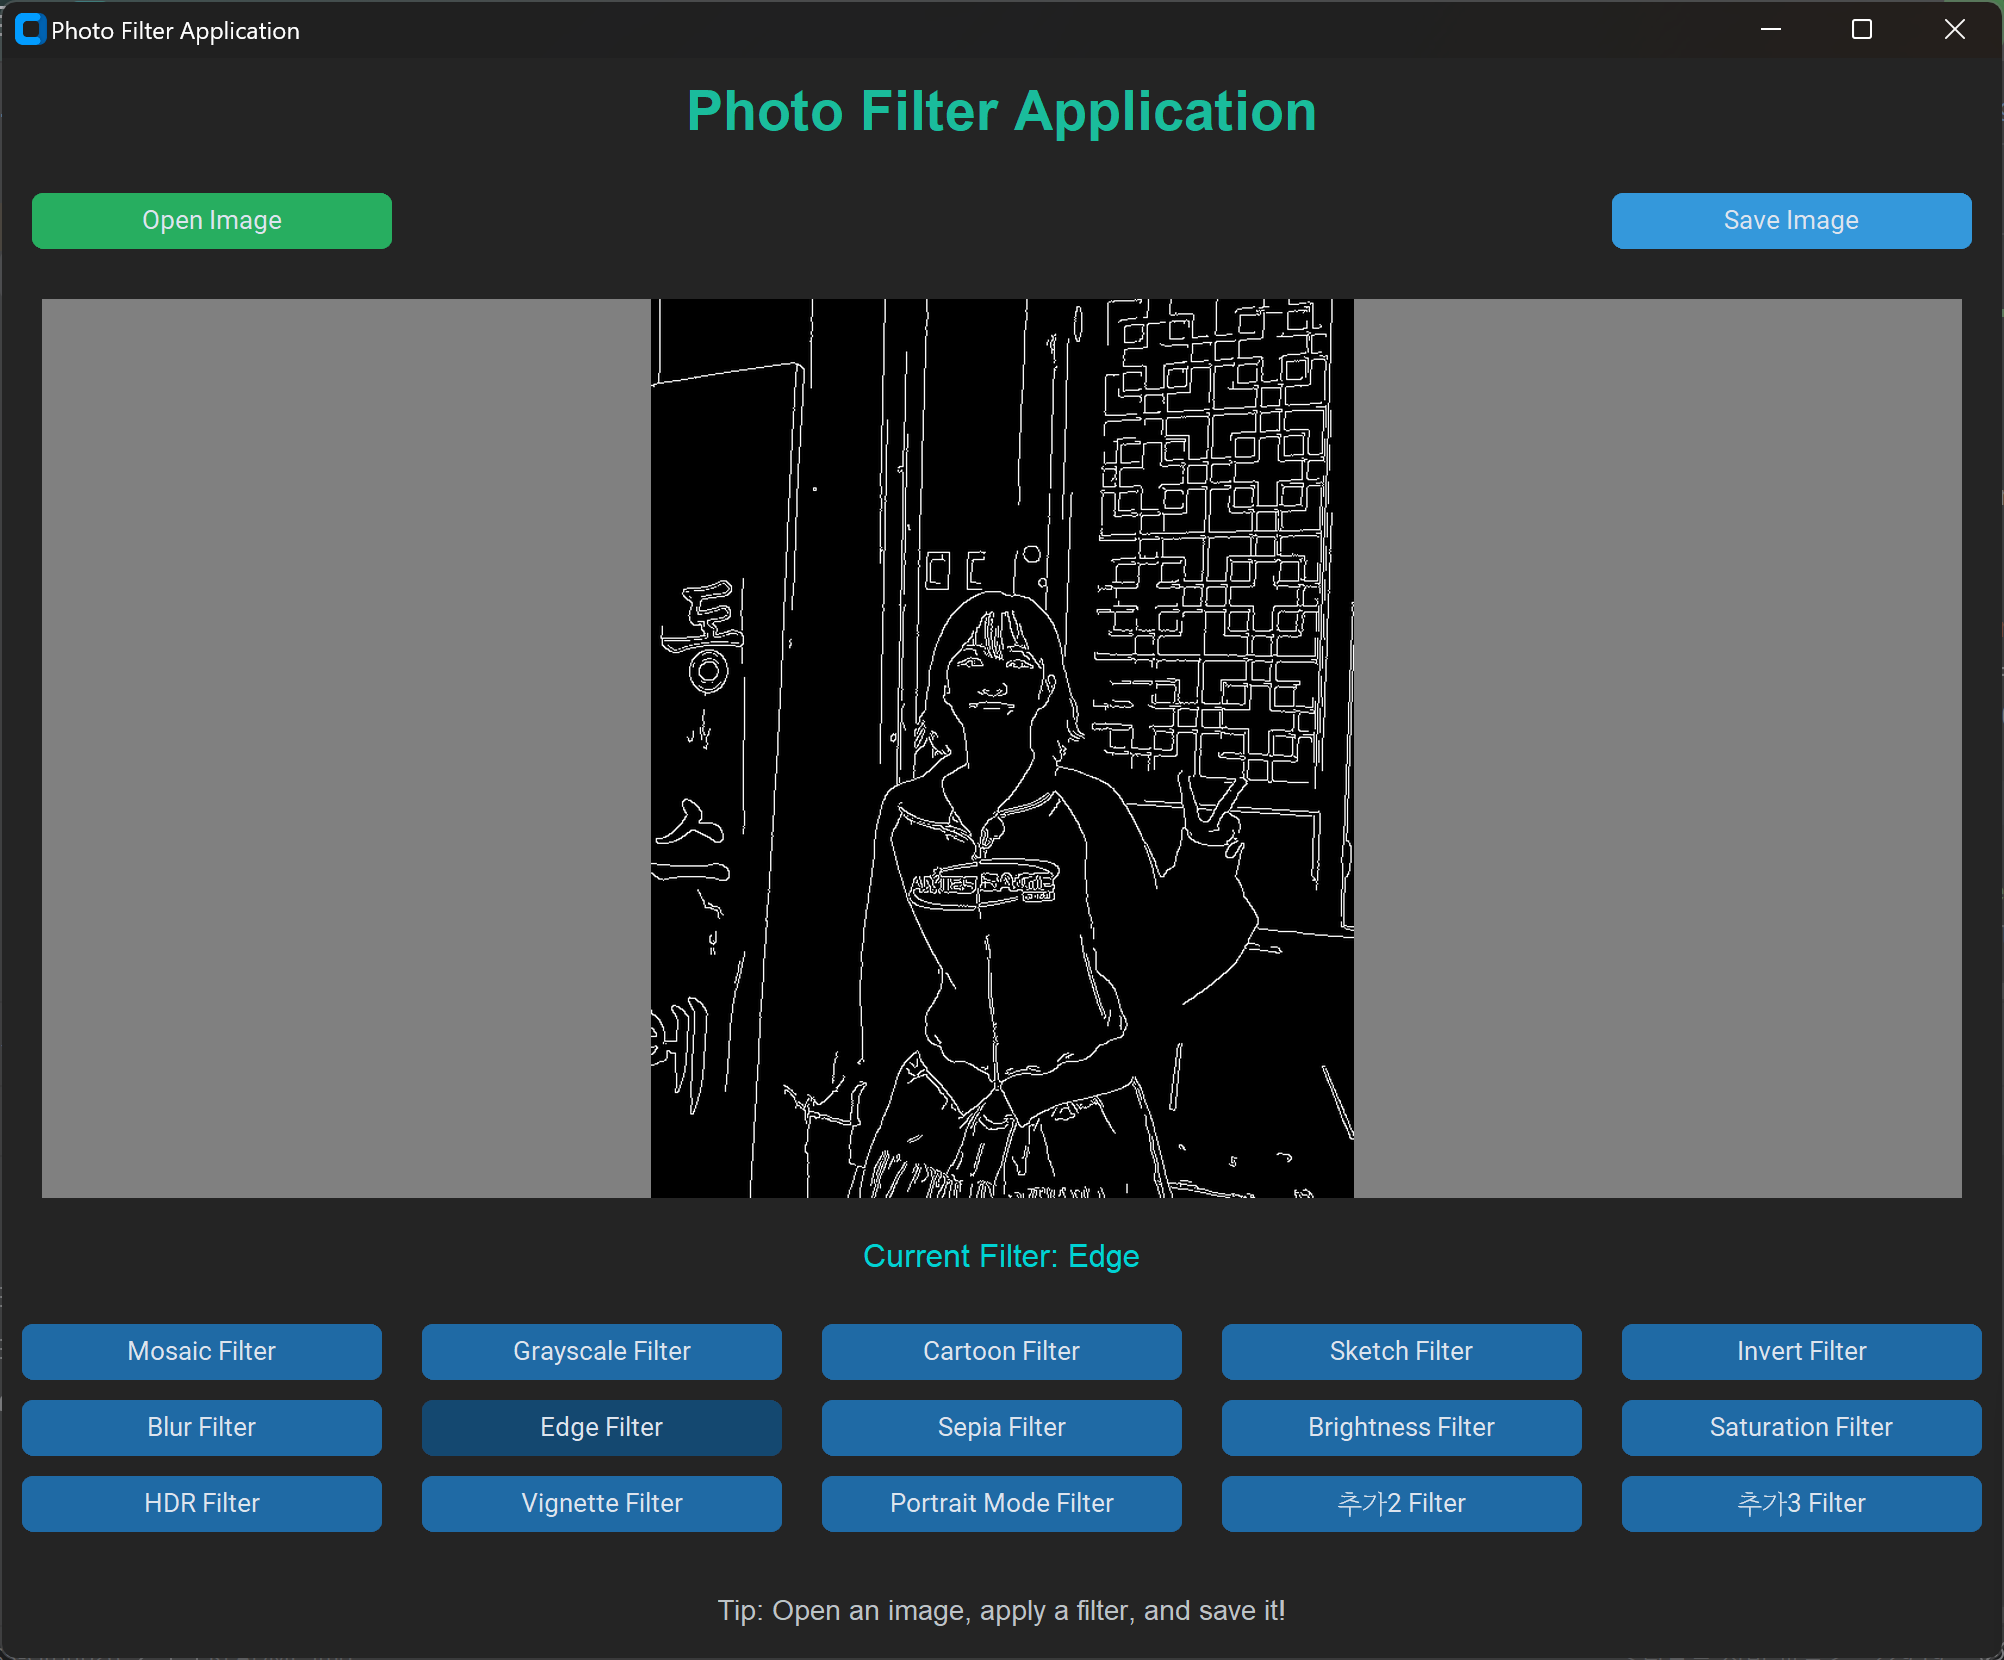 Photo Filter Application
Photo Filter Application
Open Image
Save Image
통
스
Current Filter: Edge
Mosaic Filter
Grayscale Filter
Cartoon Filter
Sketch Filter
Invert Filter
Blur Filter
Edge Filter
Sepia Filter
Brightness Filter
Saturation Filter
HDR Filter
Vignette Filter
Portrait Mode Filter
추가2 Filter
추가3 Filter
Tip: Open an image, apply a filter, and save it!